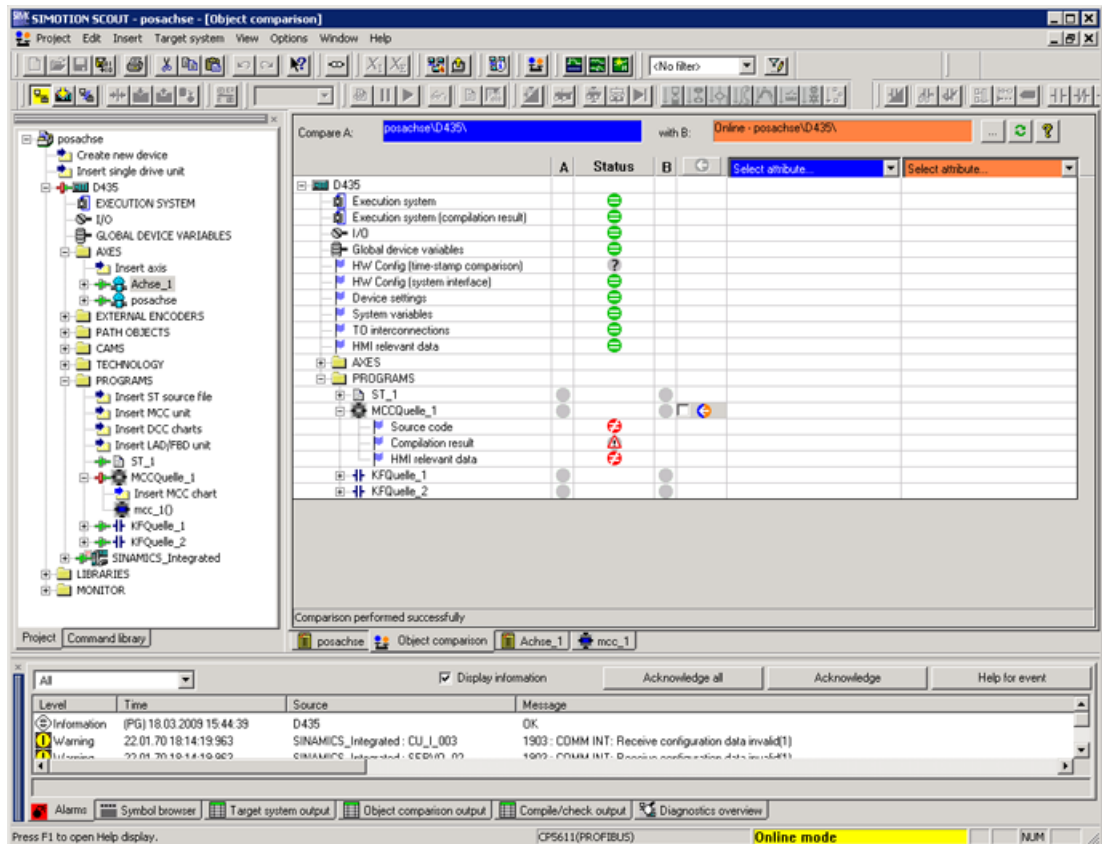 SIMOTION SCOUT - posachse - [Object comparison]
Project Edit Insert Target system View Options Window Help
<No filter>
posachse
Create new device
Insert single drive unit
D435
EXECUTION SYSTEM
I/O
GLOBAL DEVICE VARIABLES
AXES
Insert axis
Achse_1
posachse
EXTERNAL ENCODERS
PATH OBJECTS
CAMS
TECHNOLOGY
PROGRAMS
Insert ST source file
Insert MCC unit
Insert DCC charts
Insert LAD/FBD unit
ST_1
MCCQuelle_1
Insert MCC chart
mcc_1()
KFQuelle_1
KFQuelle_2
SINAMICS_Integrated
LIBRARIES
MONITOR
Project Command library
Compare A: posachse\D435\ with B: Online - posachse\D435\ ...
A Status B Select attribute... Select attribute...
D435
Execution system
Execution system (compilation result)
I/O
Global device variables
HW Config (time-stamp comparison)
HW Config (system interface)
Device settings
System variables
TO interconnections
HMI relevant data
AXES
PROGRAMS
ST_1
MCCQuelle_1
Source code
Compilation result
HMI relevant data
KFQuelle_1
KFQuelle_2
Comparison performed successfully
posachse Object comparison Achse_1 mcc_1
All Display information Acknowledge all Acknowledge Help for event
Level Time Source Message
Information (PG) 18.03.2009 15:44:39 D435 OK
Warning 22.01.70 18:14:19:963 SINAMICS_Integrated : CU_I_003 1903 : COMM INT: Receive configuration data invalid(1)
Alarms Symbol browser Target system output Object comparison output Compile/check output Diagnostics overview
Press F1 to open Help display. CP5611(PROFIBUS) Online mode NUM